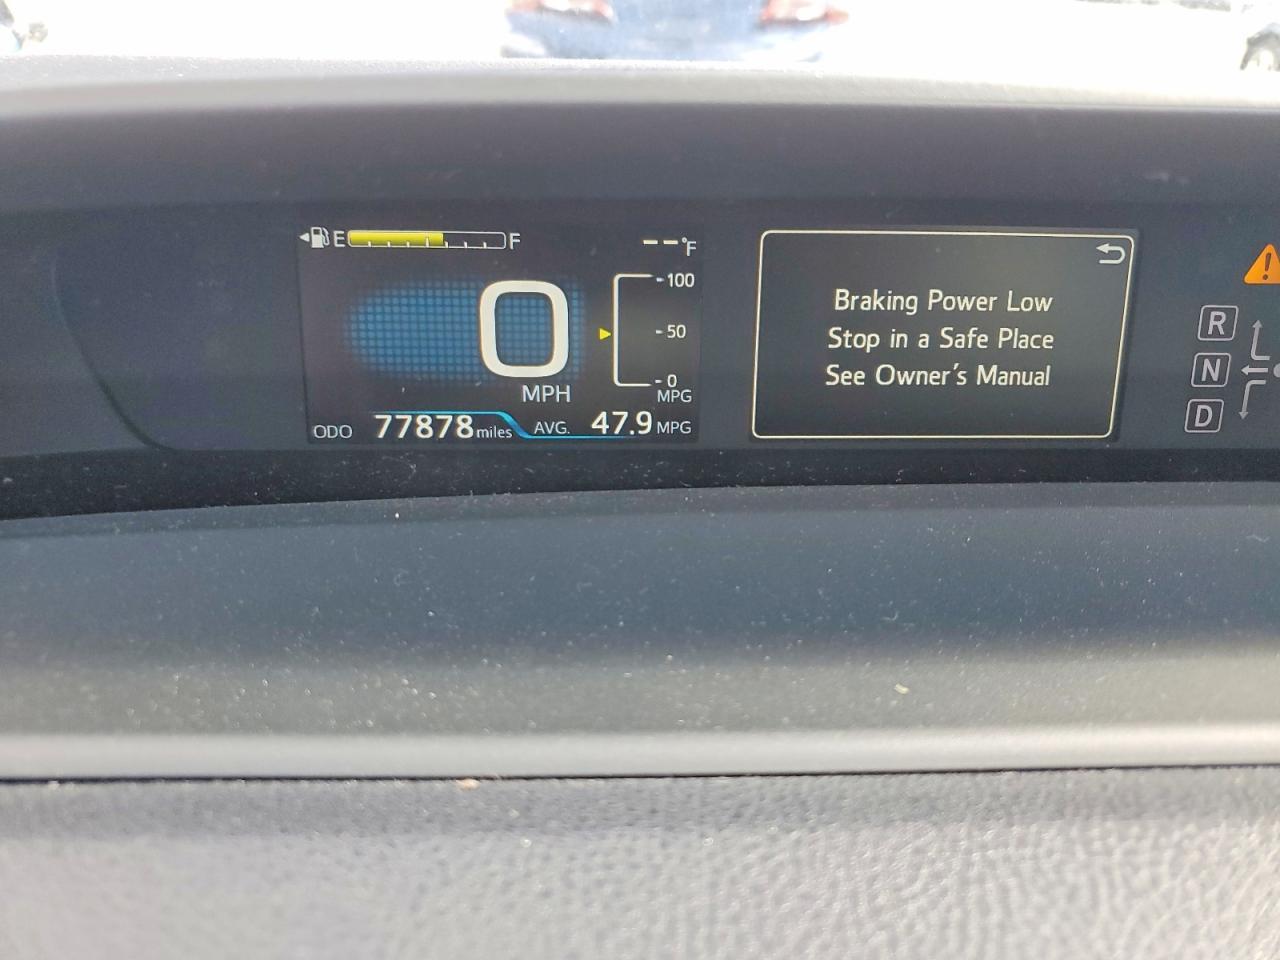 E F
--°F
100
50
0
MPG
0
MPH
ODO 77878 miles AVG. 47.9 MPG
Braking Power Low
Stop in a Safe Place
See Owner's Manual
!
R
N
D